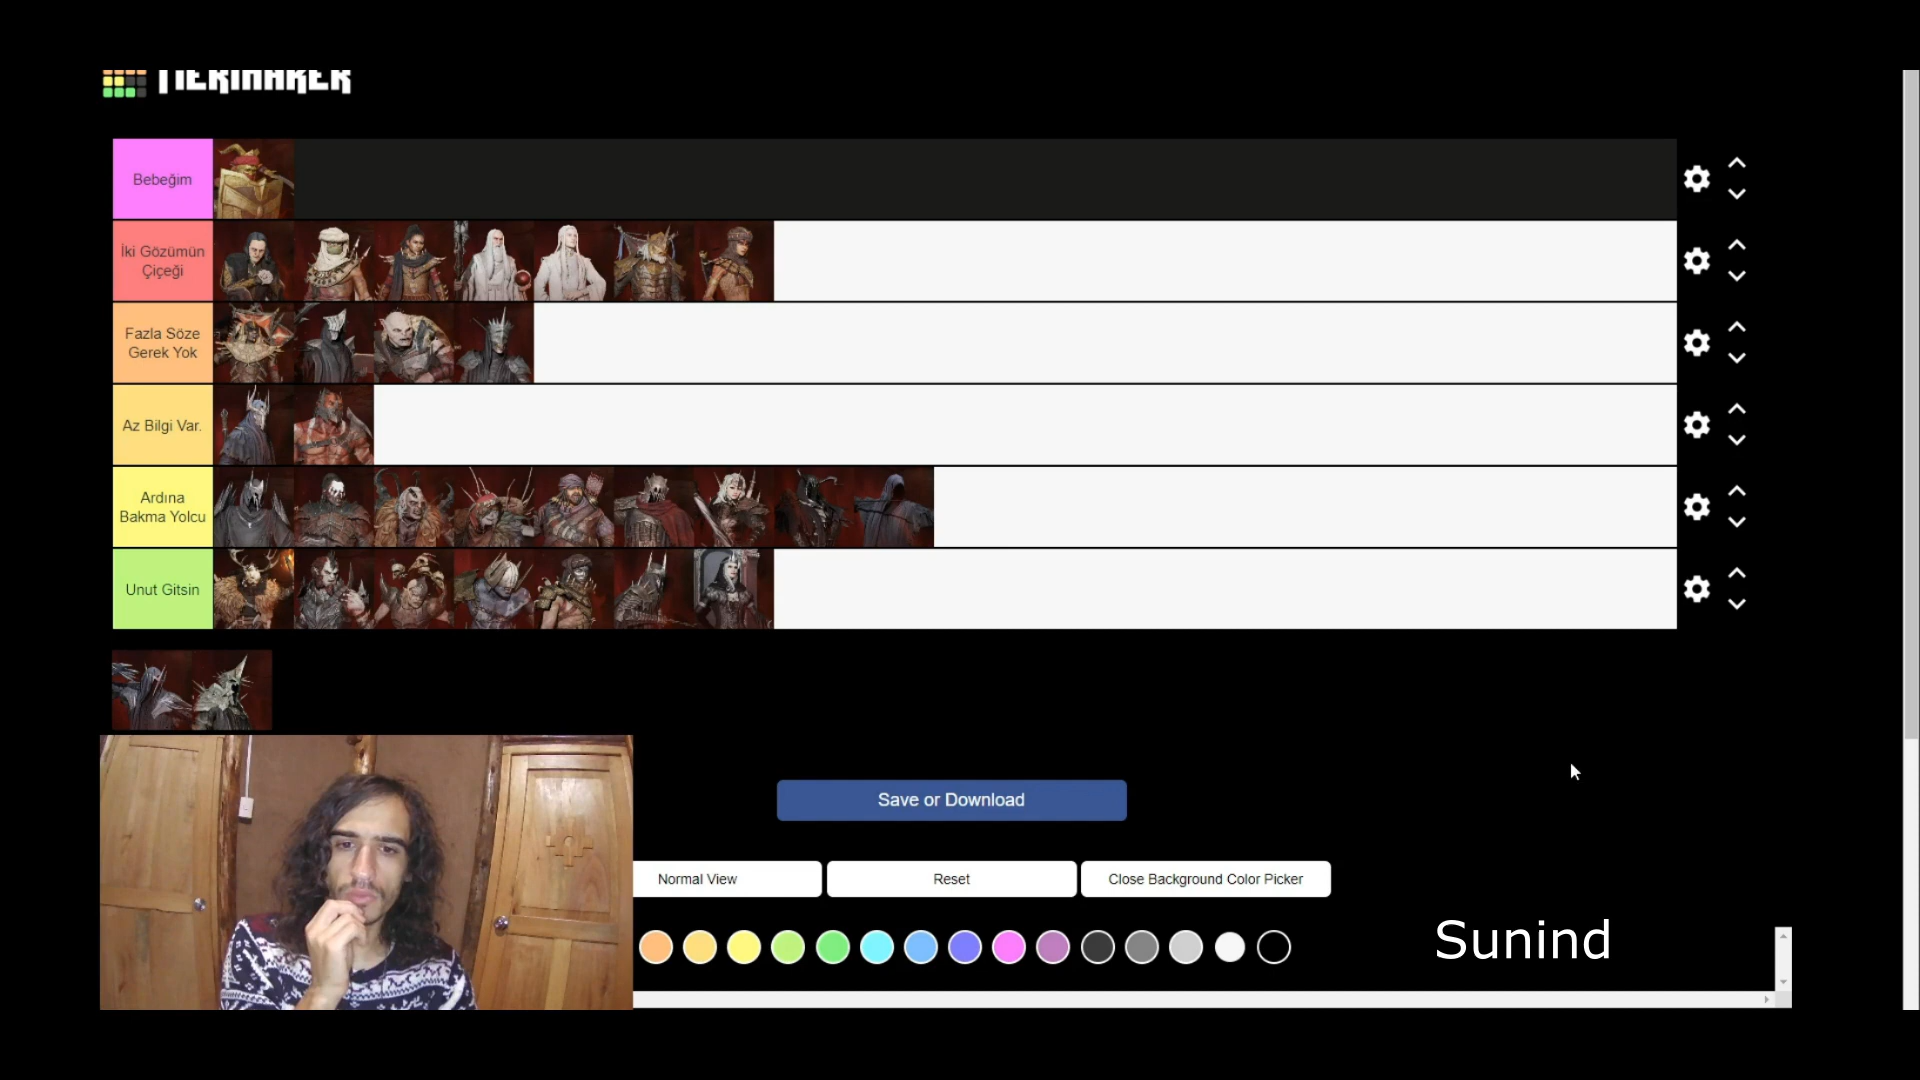 TIERMAKER
Bebeğim
İki Gözümün
Çiçeği
Fazla Söze
Gerek Yok
Az Bilgi Var.
Ardına
Bakma Yolcu
Unut Gitsin
Save or Download
Normal View
Reset
Close Background Color Picker
Sunind